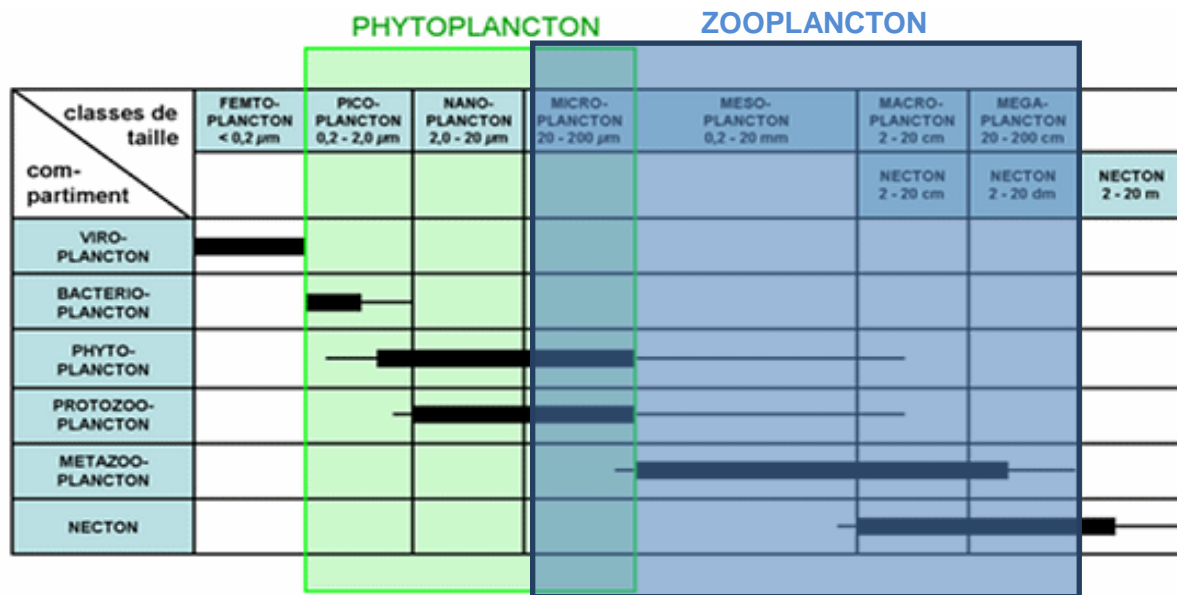 PHYTOPLANCTON
ZOOPLANCTON
classes de
taille
com-
partiment
FEMTO-
PLANCTON
< 0,2 µm
PICO-
PLANCTON
0,2 - 2,0 µm
NANO-
PLANCTON
2,0 - 20 µm
MICRO-
PLANCTON
20 - 200 µm
MESO-
PLANCTON
0,2 - 20 mm
MACRO-
PLANCTON
2 - 20 cm
MEGA-
PLANCTON
20 - 200 cm
NECTON
2 - 20 cm
NECTON
2 - 20 dm
NECTON
2 - 20 m
VIRO-
PLANCTON
BACTERIO-
PLANCTON
PHYTO-
PLANCTON
PROTOZOO-
PLANCTON
METAZOO-
PLANCTON
NECTON